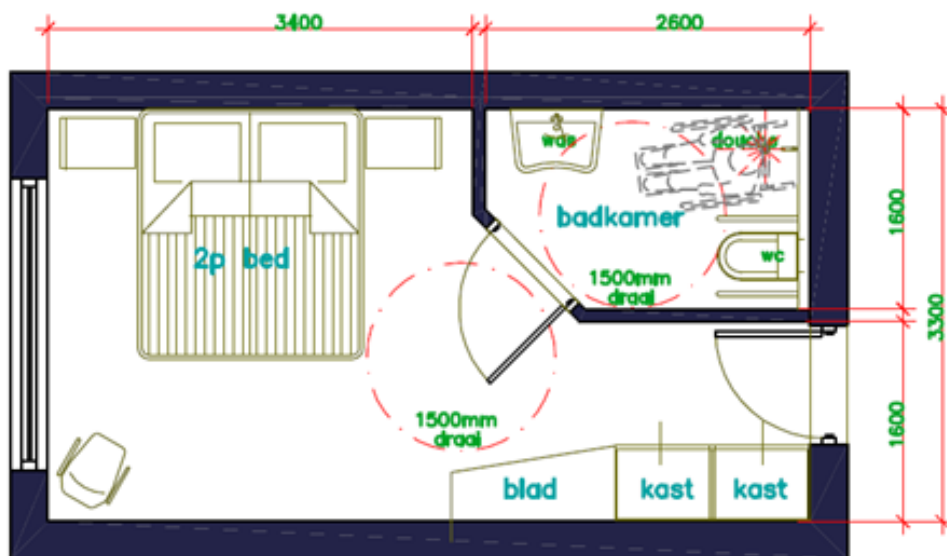 3400
2600
was
douche
badkamer
1600
2p bed
wc
1500mm
draai
3300
1500mm
draai
1600
blad
kast
kast